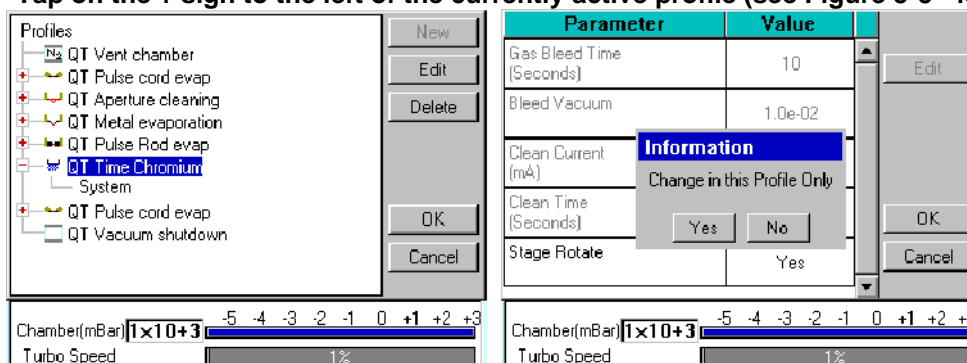 Tap on the + sign to the left of the currently active profile (see Figure 5-3
Profiles
QT Vent chamber
QT Pulse cord evap
QT Aperture cleaning
QT Metal evaporation
QT Pulse Rod evap
QT Time Chromium
System
QT Pulse cord evap
QT Vacuum shutdown
New
Edit
Delete
OK
Cancel
Chamber(mBar) 1x10+3 -5 -4 -3 -2 -1 0 +1 +2 +3
Turbo Speed 1%
Parameter Value
Gas Bleed Time
(Seconds) 10
Bleed Vacuum 1.0e-02
Clean Current
(mA)
Clean Time
(Seconds)
Stage Rotate Yes
Information
Change in this Profile Only
Yes No
Edit
OK
Cancel
Chamber(mBar) 1x10+3 -5 -4 -3 -2 -1 0 +1 +2 +
Turbo Speed 1%